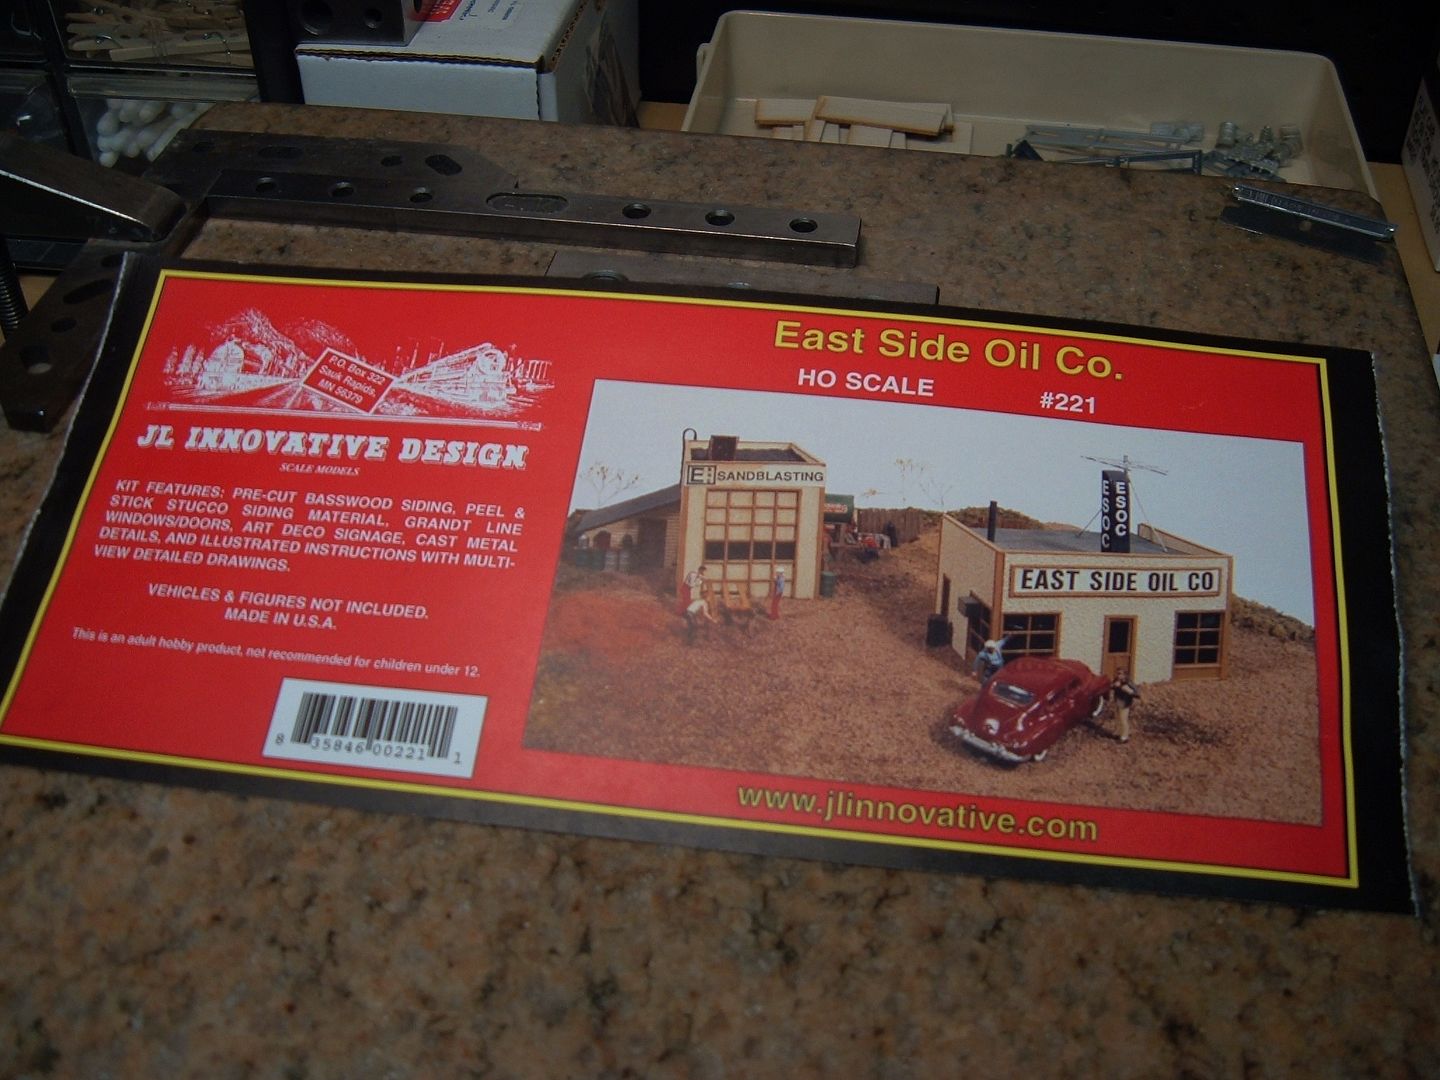 P.O. Box 322
Sauk Rapids,
MN 56379
JL INNOVATIVE DESIGN
SCALE MODELS
KIT FEATURES: PRE-CUT BASSWOOD SIDING, PEEL &
STICK STUCCO SIDING MATERIAL, GRANDT LINE
WINDOWS/DOORS, ART DECO SIGNAGE, CAST METAL
DETAILS, AND ILLUSTRATED INSTRUCTIONS WITH MULTI-
VIEW DETAILED DRAWINGS.
VEHICLES & FIGURES NOT INCLUDED.
MADE IN U.S.A.
This is an adult hobby product, not recommended for children under 12.
8 35846 00221 1
East Side Oil Co.
HO SCALE #221
SANDBLASTING
ESOC
ESOC
EAST SIDE OIL CO
www.jlinnovative.com